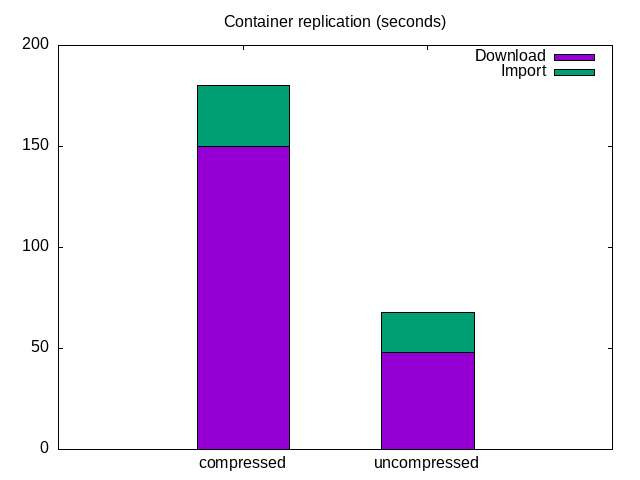 Container replication (seconds)
200
Download
Import
150
100
50
0
compressed uncompressed